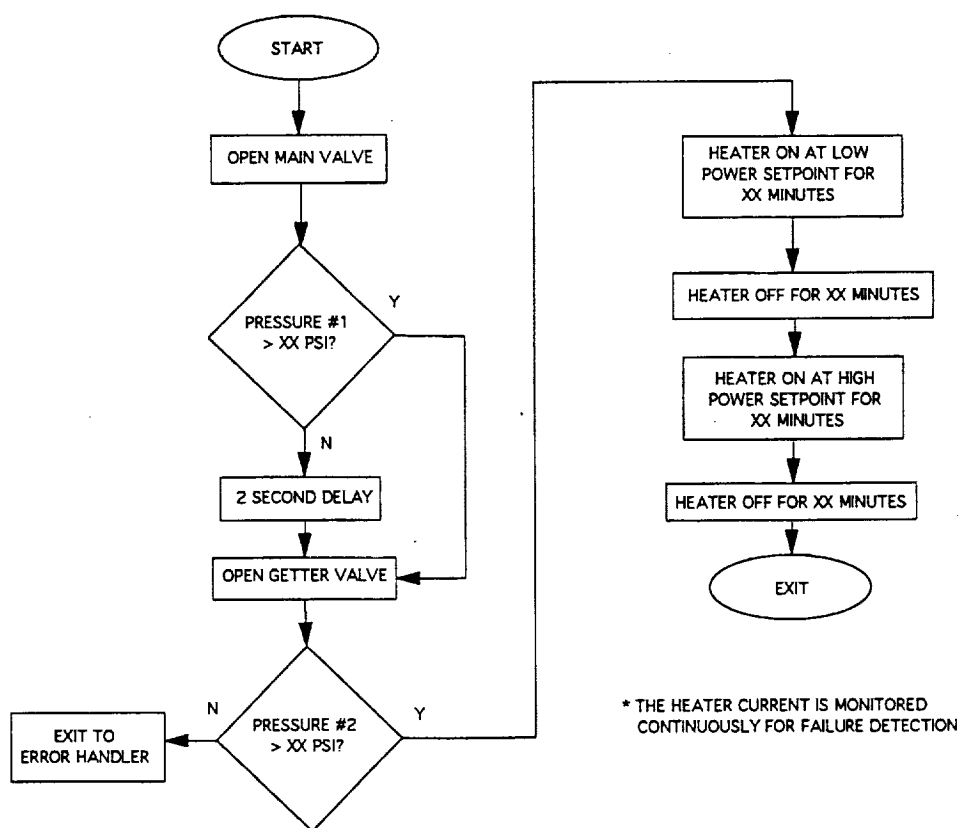 START
OPEN MAIN VALVE
PRESSURE #1
> XX PSI?
Y
N
2 SECOND DELAY
OPEN GETTER VALVE
PRESSURE #2
> XX PSI?
N
Y
EXIT TO
ERROR HANDLER
HEATER ON AT LOW
POWER SETPOINT FOR
XX MINUTES
HEATER OFF FOR XX MINUTES
HEATER ON AT HIGH
POWER SETPOINT FOR
XX MINUTES
HEATER OFF FOR XX MINUTES
EXIT
* THE HEATER CURRENT IS MONITORED
CONTINUOUSLY FOR FAILURE DETECTION